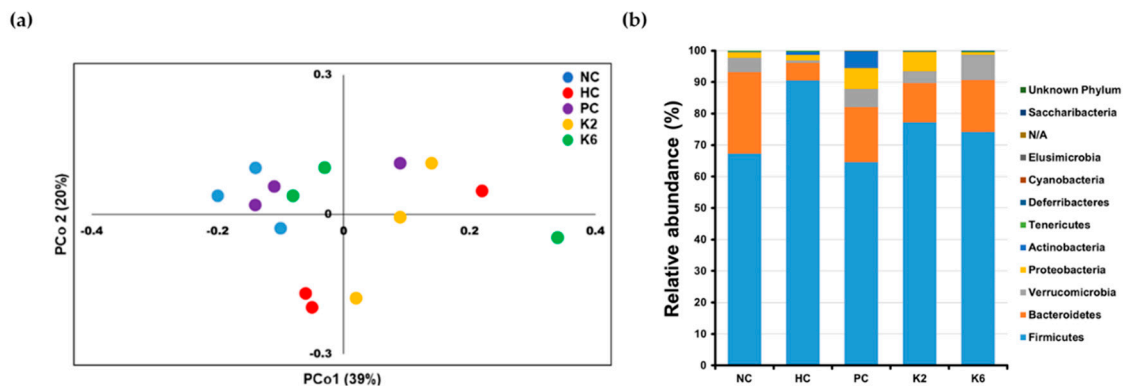 (a)
(b)
0.3
NC
HC
PC
K2
K6
PCo 2 (20%)
0
-0.4
-0.2
0
0.2
0.4
-0.3
PCo1 (39%)
100
90
80
70
60
50
40
30
20
10
0
Relative abundance (%)
NC
HC
PC
K2
K6
Unknown Phylum
Saccharibacteria
N/A
Elusimicrobia
Cyanobacteria
Deferribacteres
Tenericutes
Actinobacteria
Proteobacteria
Verrucomicrobia
Bacteroidetes
Firmicutes